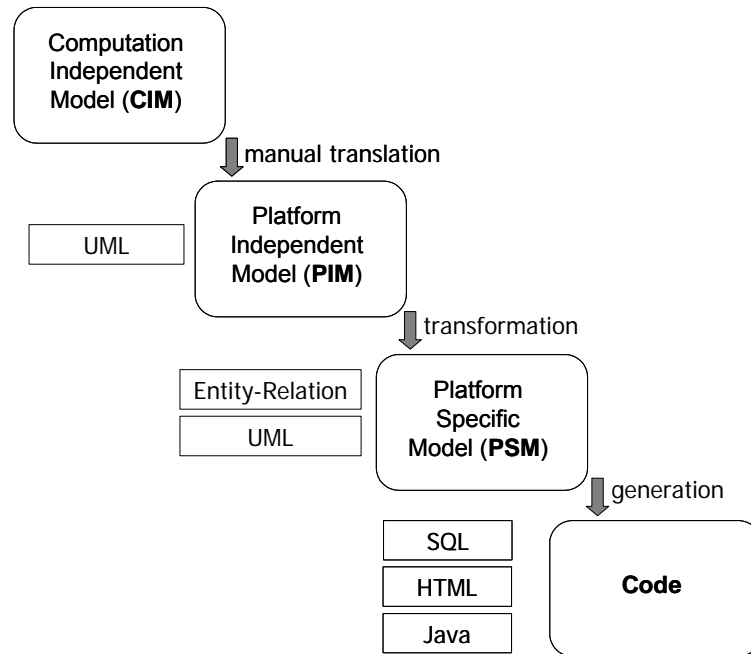 Computation
Independent
Model (CIM)
manual translation
UML
Platform
Independent
Model (PIM)
transformation
Entity-Relation
UML
Platform
Specific
Model (PSM)
generation
SQL
HTML
Java
Code